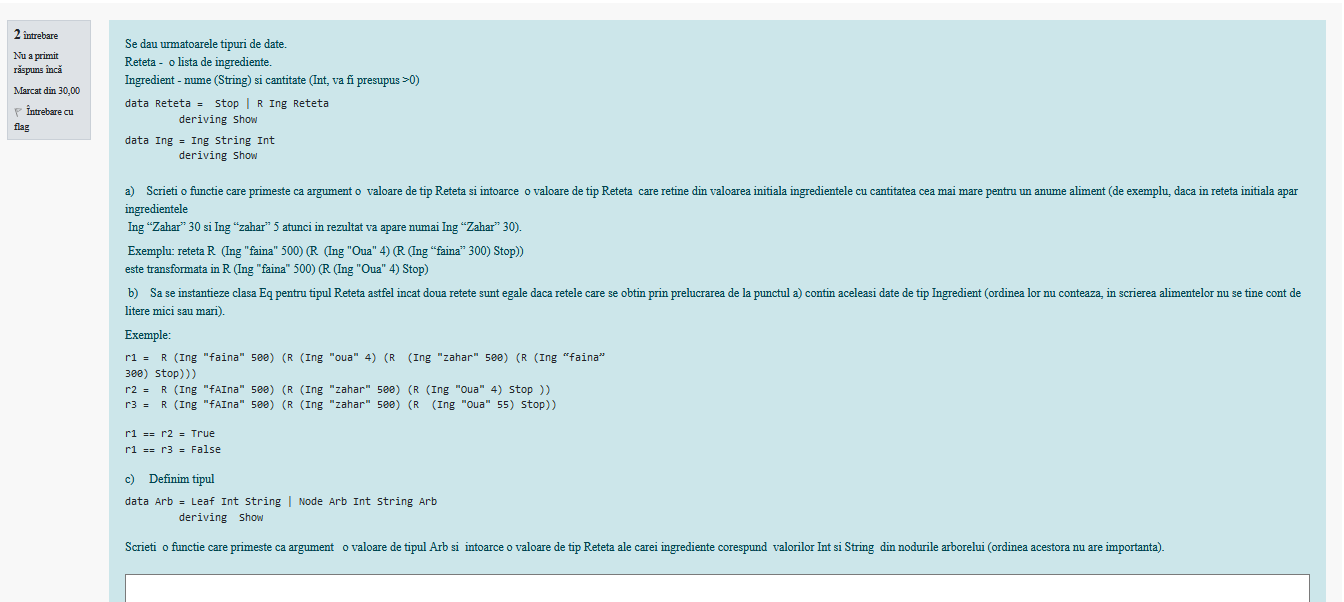 2 întrebare
Nu a primit
răspuns încă
Marcat din 30,00
Întrebare cu
flag
Se dau urmatoarele tipuri de date.
Reteta - o lista de ingrediente.
Ingredient - nume (String) si cantitate (Int, va fi presupus >0)
data Reteta = Stop | R Ing Reteta
deriving Show
data Ing = Ing String Int
deriving Show
a) Scrieti o functie care primeste ca argument o valoare de tip Reteta si intoarce o valoare de tip Reteta care retine din valoarea initiala ingredientele cu cantitatea cea mai mare pentru un anume aliment (de exemplu, daca in reteta initiala apar
ingredientele
Ing “Zahar” 30 si Ing “zahar” 5 atunci in rezultat va apare numai Ing “Zahar” 30).
Exemplu: reteta R (Ing "faina" 500) (R (Ing "Oua" 4) (R (Ing “faina” 300) Stop))
este transformata in R (Ing "faina" 500) (R (Ing "Oua" 4) Stop)
b) Sa se instantieze clasa Eq pentru tipul Reteta astfel incat doua retete sunt egale daca retele care se obtin prin prelucrarea de la punctul a) contin aceleasi date de tip Ingredient (ordinea lor nu conteaza, in scrierea alimentelor nu se tine cont de
litere mici sau mari).
Exemple:
r1 = R (Ing "faina" 500) (R (Ing "oua" 4) (R (Ing "zahar" 500) (R (Ing “faina”
300) Stop)))
r2 = R (Ing "fAIna" 500) (R (Ing "zahar" 500) (R (Ing "Oua" 4) Stop ))
r3 = R (Ing "fAIna" 500) (R (Ing "zahar" 500) (R (Ing "Oua" 55) Stop))
r1 == r2 = True
r1 == r3 = False
c) Definim tipul
data Arb = Leaf Int String | Node Arb Int String Arb
deriving Show
Scrieti o functie care primeste ca argument o valoare de tipul Arb si intoarce o valoare de tip Reteta ale carei ingrediente corespund valorilor Int si String din nodurile arborelui (ordinea acestora nu are importanta).